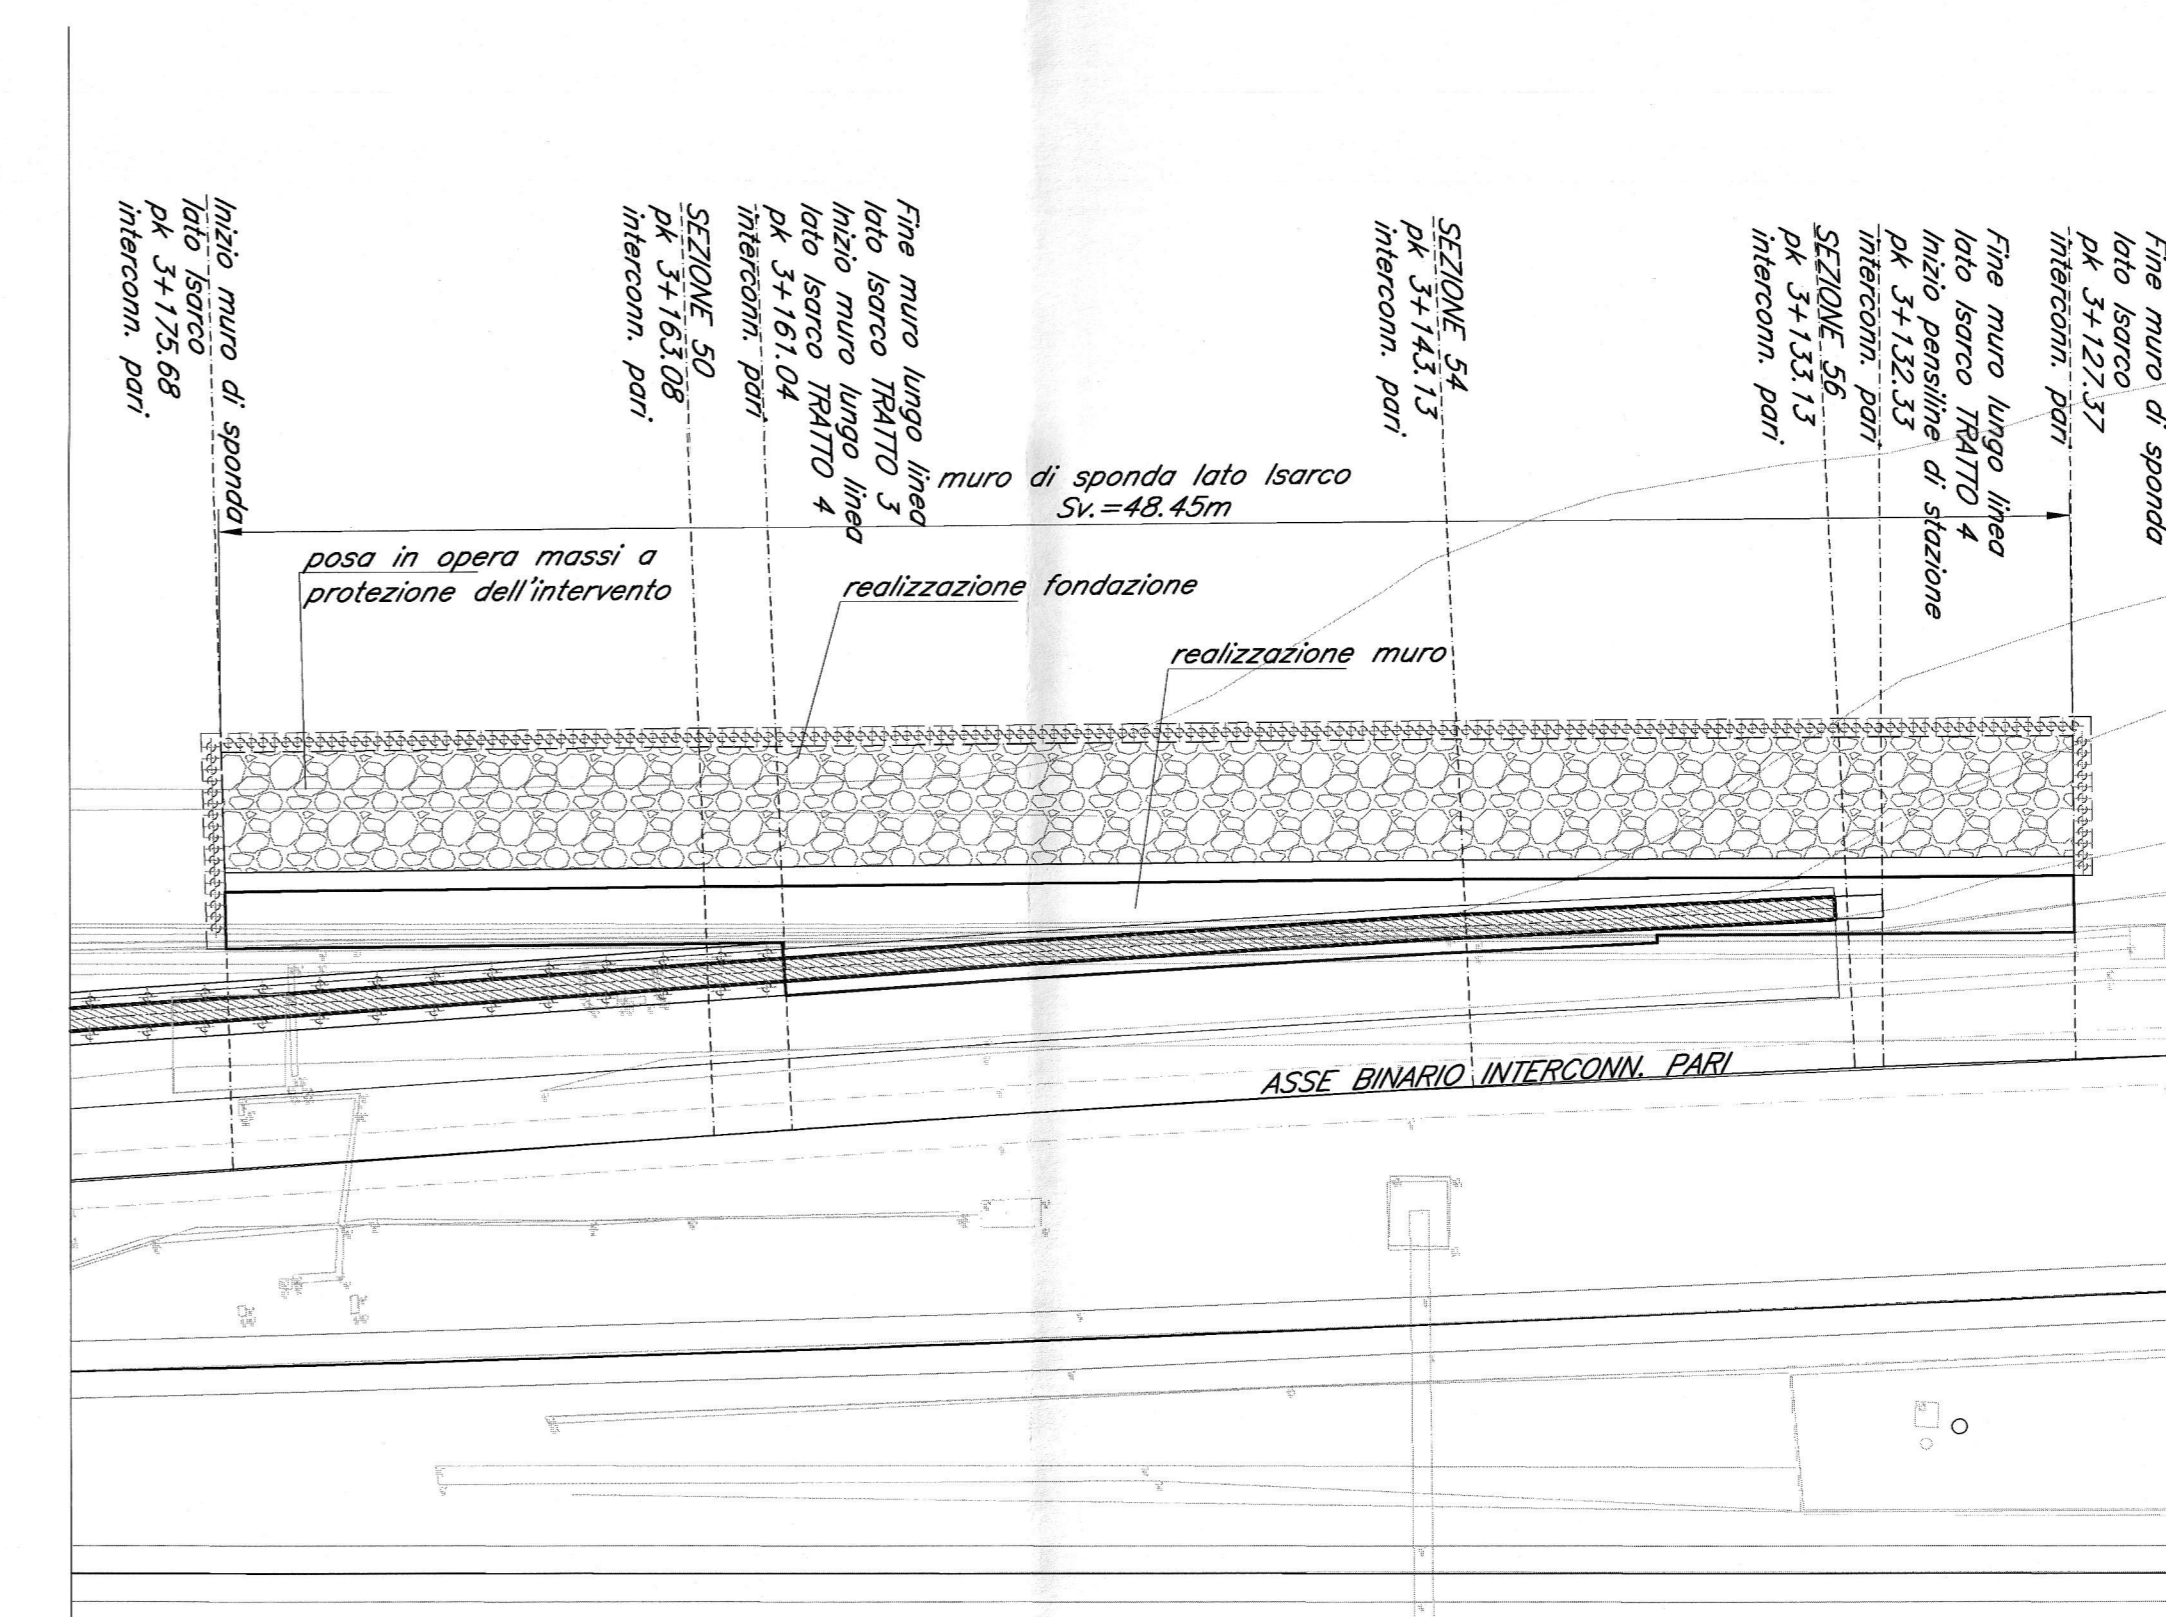 Inizio muro di sponda
lato Isarco
pk 3+175.68
interconn. pari
SEZIONE 50
pk 3+163.08
interconn. pari
Fine muro lungo linea
lato Isarco TRATTO 3
Inizio muro lungo linea
lato Isarco TRATTO 4
pk 3+161.04
interconn. pari
SEZIONE 54
pk 3+143.13
interconn. pari
SEZIONE 56
pk 3+133.13
interconn. pari
Fine muro lungo linea
lato Isarco TRATTO 4
Inizio pensiline di stazione
pk 3+132.33
interconn. pari
Fine muro di sponda
lato Isarco
pk 3+127.37
interconn. pari
muro di sponda lato Isarco
Sv.=48.45m
posa in opera massi a
protezione dell'intervento
realizzazione fondazione
realizzazione muro
ASSE BINARIO INTERCONN. PARI